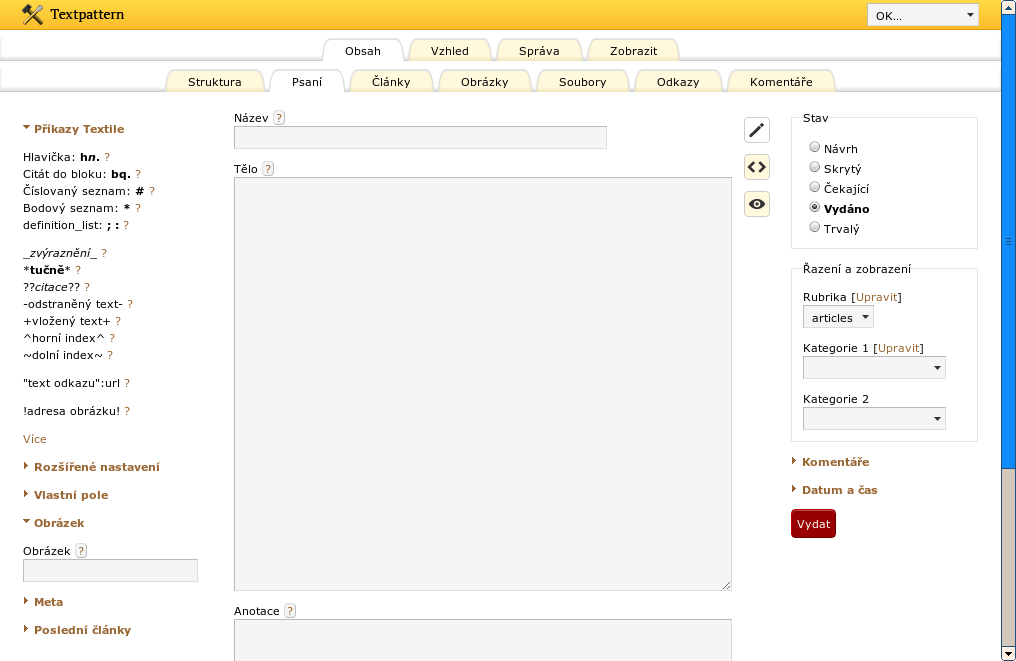 Textpattern
OK...
Obsah Vzhled Správa Zobrazit
Struktura Psaní Články Obrázky Soubory Odkazy Komentáře
Příkazy Textile
Hlavička: hn. ?
Citát do bloku: bq. ?
Číslovaný seznam: # ?
Bodový seznam: * ?
definition_list: ; : ?
_zvýraznění_ ?
*tučně* ?
??citace?? ?
-odstraněný text- ?
+vložený text+ ?
^horní index^ ?
~dolní index~ ?
"text odkazu":url ?
!adresa obrázku! ?
Více
Rozšířené nastavení
Vlastní pole
Obrázek
Obrázek ?
Meta
Poslední články
Název ?
Tělo ?
Anotace ?
Stav
Návrh
Skrytý
Čekající
Vydáno
Trvalý
Řazení a zobrazení
Rubrika [Upravit]
articles
Kategorie 1 [Upravit]
Kategorie 2
Komentáře
Datum a čas
Vydat